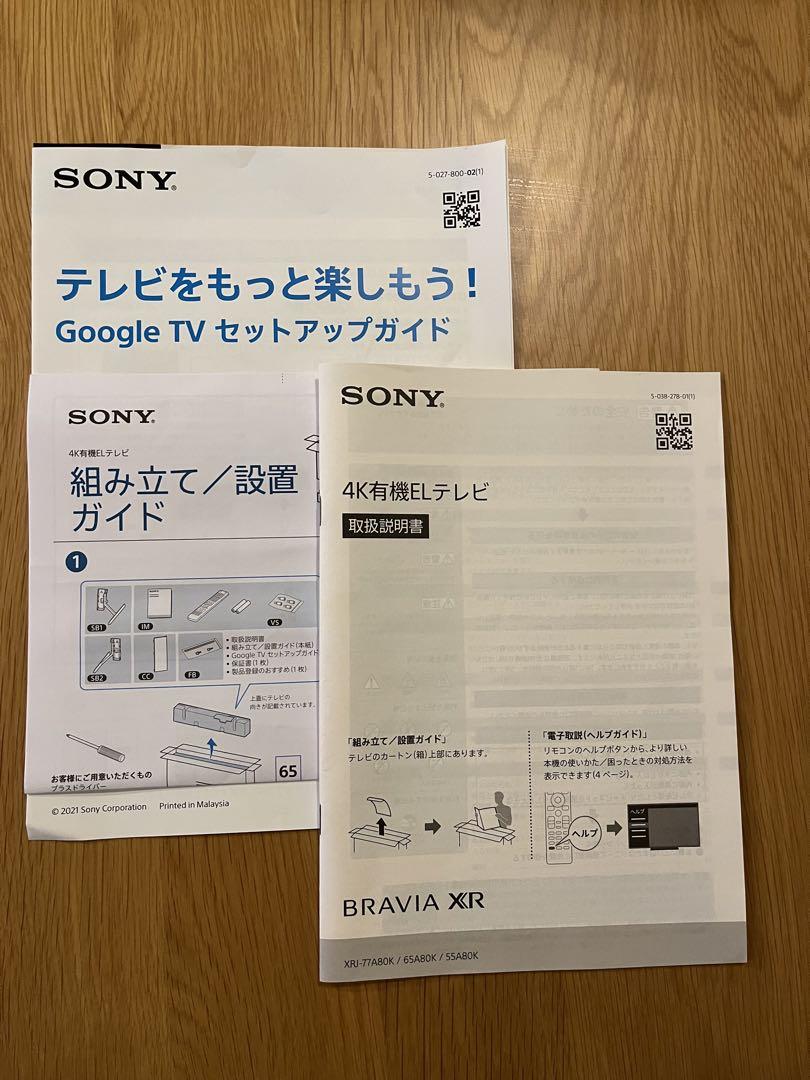 SONY®
5-027-800-02(1)
テレビをもっと楽しもう！
Google TV セットアップガイド
SONY®
4K有機ELテレビ
組み立て／設置
ガイド
1
SB1
IM
VS
SB2
CC
FB
• 取扱説明書
• 組み立て／設置ガイド(本紙)
• Google TV セットアップガイド
• 保証書(1枚)
• 製品登録のおすすめ(1枚)
上蓋にテレビの
向きが記載されています。
お客様にご用意いただくもの
プラスドライバー
65
© 2021 Sony Corporation Printed in Malaysia
SONY®
5-038-278-01(1)
4K有機ELテレビ
取扱説明書
「組み立て／設置ガイド」
テレビのカートン(箱)上部にあります。
「電子取説(ヘルプガイド)」
リモコンのヘルプボタンから、より詳しい
本機の使いかた／困ったときの対処方法を
表示できます(4 ページ)。
ヘルプ
ヘルプ
BRAVIA XR
XRJ-77A80K / 65A80K / 55A80K